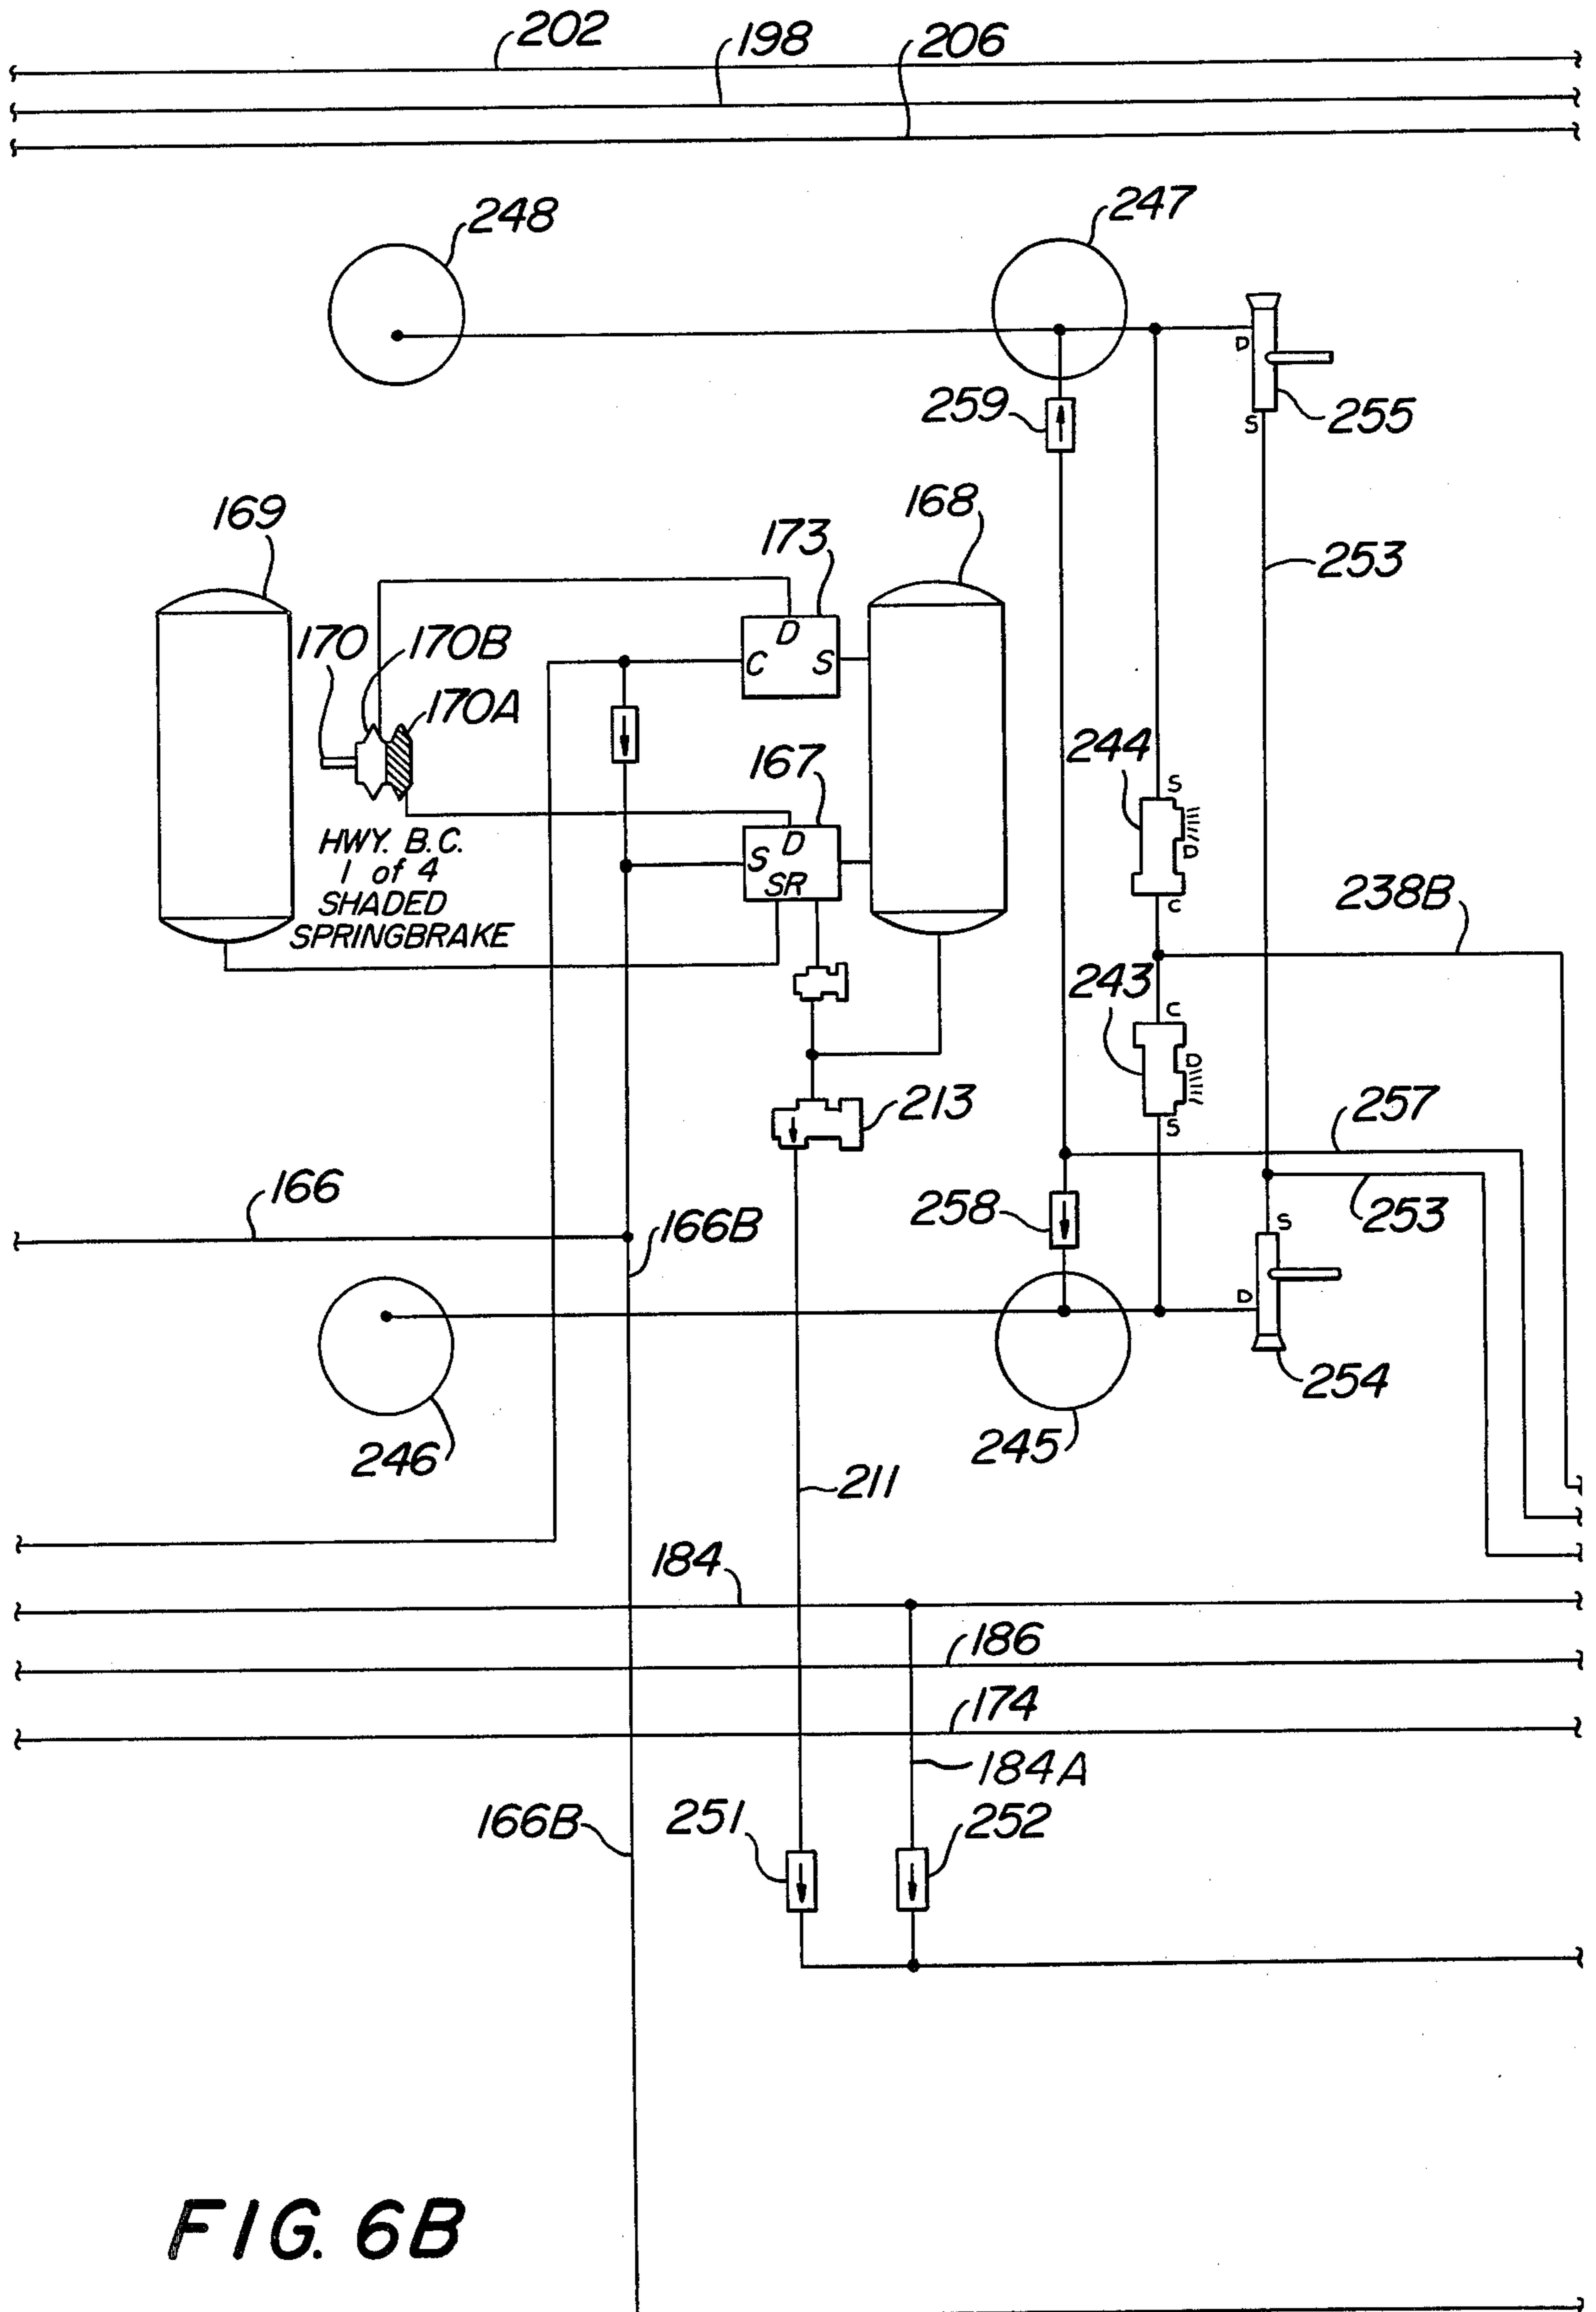 202
198
206
248
247
259
255
D
S
169
168
173
253
170
170B
D
C
S
170A
244
S
D
C
167
HWY. B.C.
1 of 4
SHADED
SPRINGBRAKE
D
S
SR
238B
243
C
D
S
213
257
166
253
258
166B
S
D
254
246
245
211
184
186
174
184A
166B
251
252
FIG. 6B